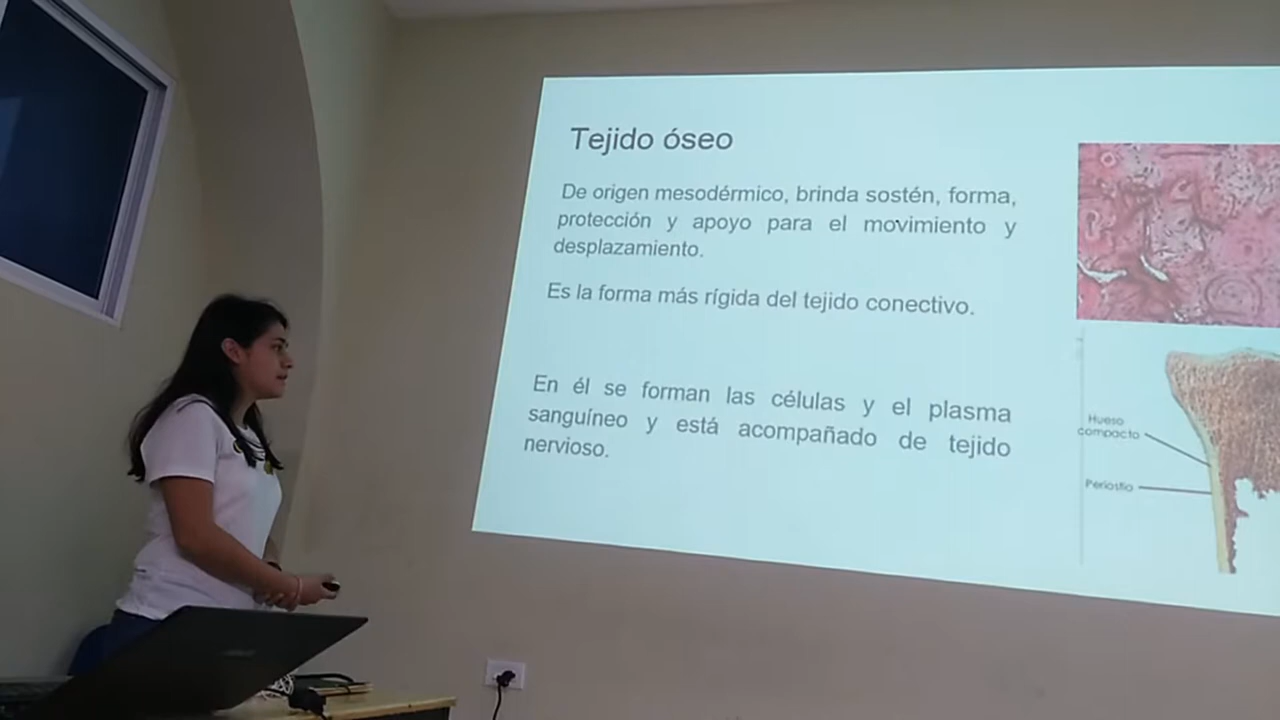 Tejido óseo
De origen mesodérmico, brinda sostén, forma,
protección y apoyo para el movimiento y
desplazamiento.
Es la forma más rígida del tejido conectivo.
En él se forman las células y el plasma
sanguíneo y está acompañado de tejido
nervioso.
Hueso
compacto
Periostio